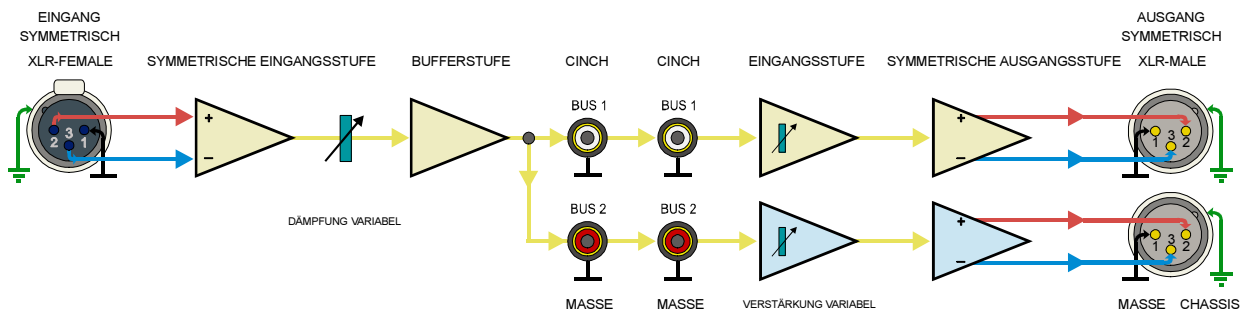 EINGANG
SYMMETRISCH
XLR-FEMALE
SYMMETRISCHE EINGANGSSTUFE
BUFFERSTUFE
CINCH
CINCH
EINGANGSSTUFE
SYMMETRISCHE AUSGANGSSTUFE
AUSGANG
SYMMETRISCH
XLR-MALE
2
3
1
+
−
BUS 1
BUS 1
+
−
1
3
2
DÄMPFUNG VARIABEL
BUS 2
BUS 2
+
−
1
3
2
MASSE
MASSE
VERSTÄRKUNG VARIABEL
MASSE
CHASSIS